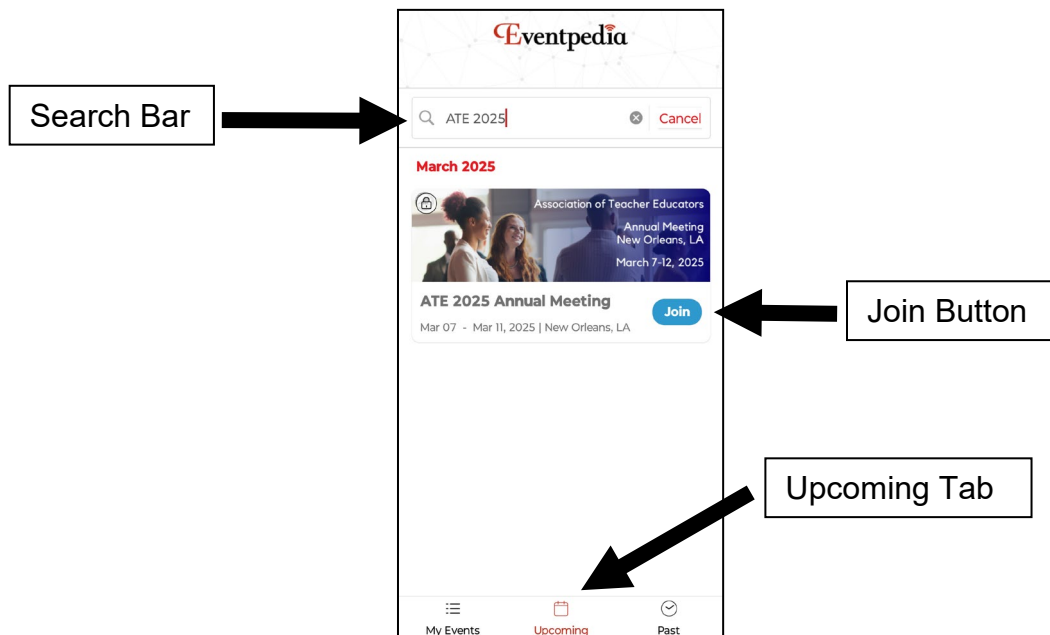 Eventpedia
Search Bar
ATE 2025
Cancel
March 2025
Association of Teacher Educators
Annual Meeting
New Orleans, LA
March 7-12, 2025
ATE 2025 Annual Meeting
Join
Mar 07 - Mar 11, 2025 | New Orleans, LA
Join Button
Upcoming Tab
My Events
Upcoming
Past